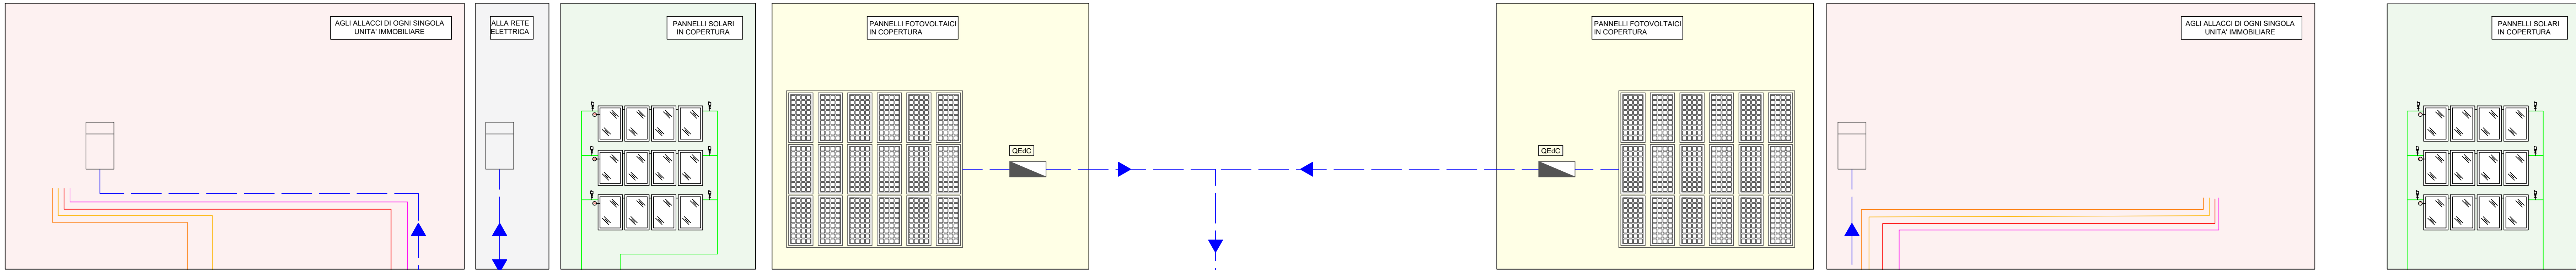 AGLI ALLACCI DI OGNI SINGOLA
UNITA' IMMOBILIARE
ALLA RETE
ELETTRICA
PANNELLI SOLARI
IN COPERTURA
PANNELLI FOTOVOLTAICI
IN COPERTURA
QEdC
PANNELLI FOTOVOLTAICI
IN COPERTURA
QEdC
AGLI ALLACCI DI OGNI SINGOLA
UNITA' IMMOBILIARE
PANNELLI SOLARI
IN COPERTURA